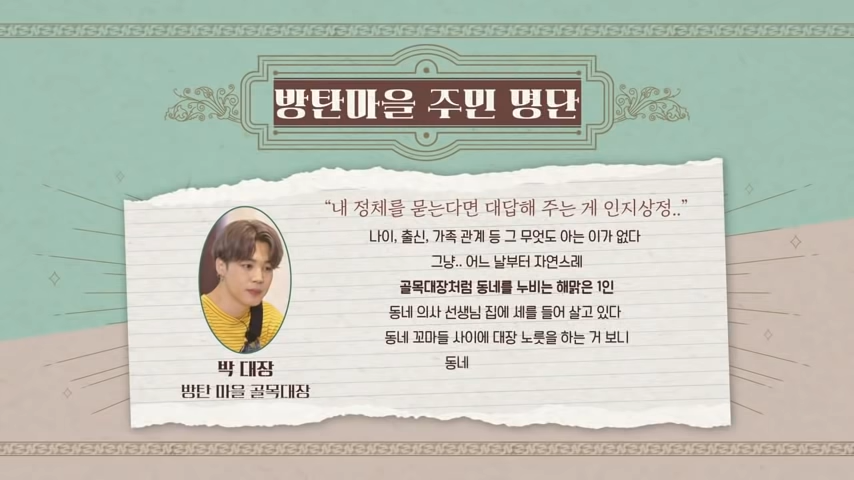 방탄마을 주민 명단
“내 정체를 묻는다면 대답해 주는 게 인지상정..”
나이, 출신, 가족 관계 등 그 무엇도 아는 이가 없다
그냥.. 어느 날부터 자연스레
골목대장처럼 동네를 누비는 해맑은 1인
동네 의사 선생님 집에 세를 들어 살고 있다
동네 꼬마들 사이에 대장 노릇을 하는 거 보니
동네
박 대장
방탄 마을 골목대장